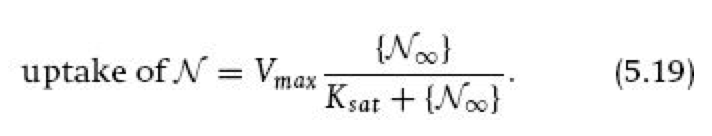 uptake of 𝒩 = V_max {𝒩_∞} / (K_sat + {𝒩_∞}). (5.19)